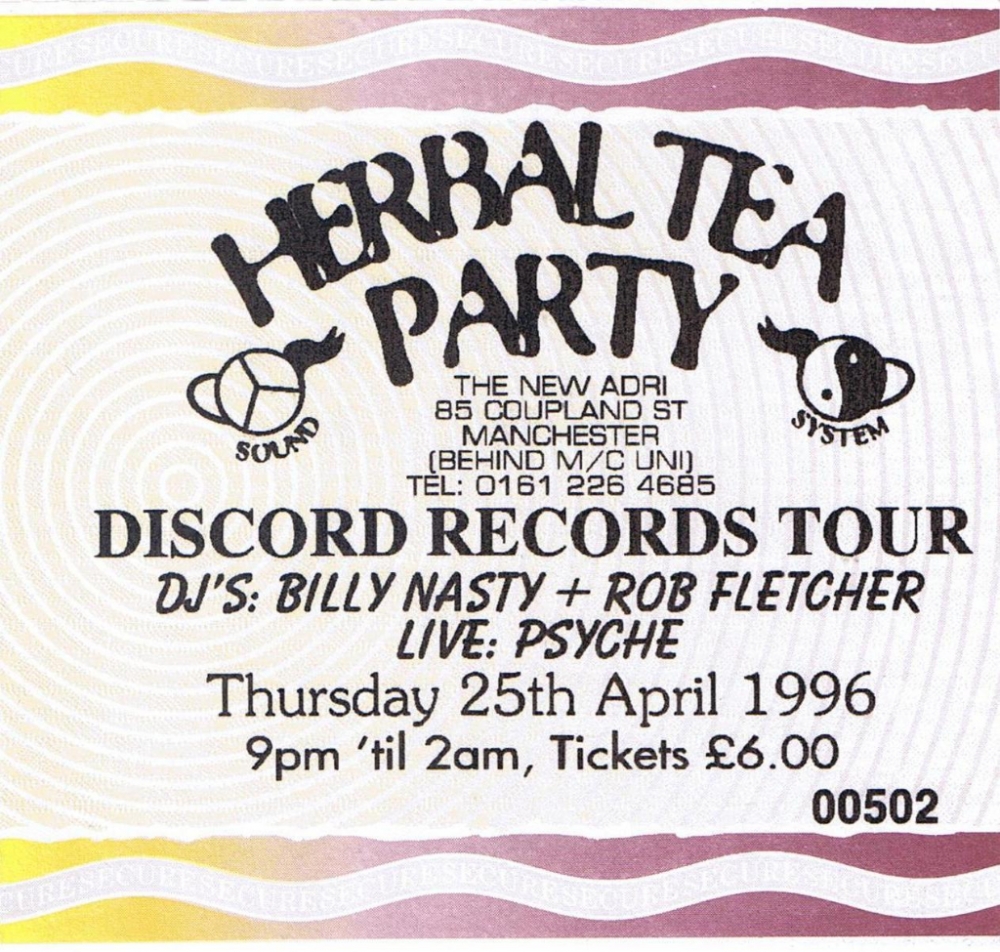 SECURESECURESECURESECURESECURESECURE
HERBAL TEA
PARTY
SOUND
SYSTEM
THE NEW ADRI
85 COUPLAND ST
MANCHESTER
(BEHIND M/C UNI)
TEL: 0161 226 4685
DISCORD RECORDS TOUR
DJ'S: BILLY NASTY + ROB FLETCHER
LIVE: PSYCHE
Thursday 25th April 1996
9pm 'til 2am, Tickets £6.00
00502
SECURESECURESECURESECURESECURESECURE